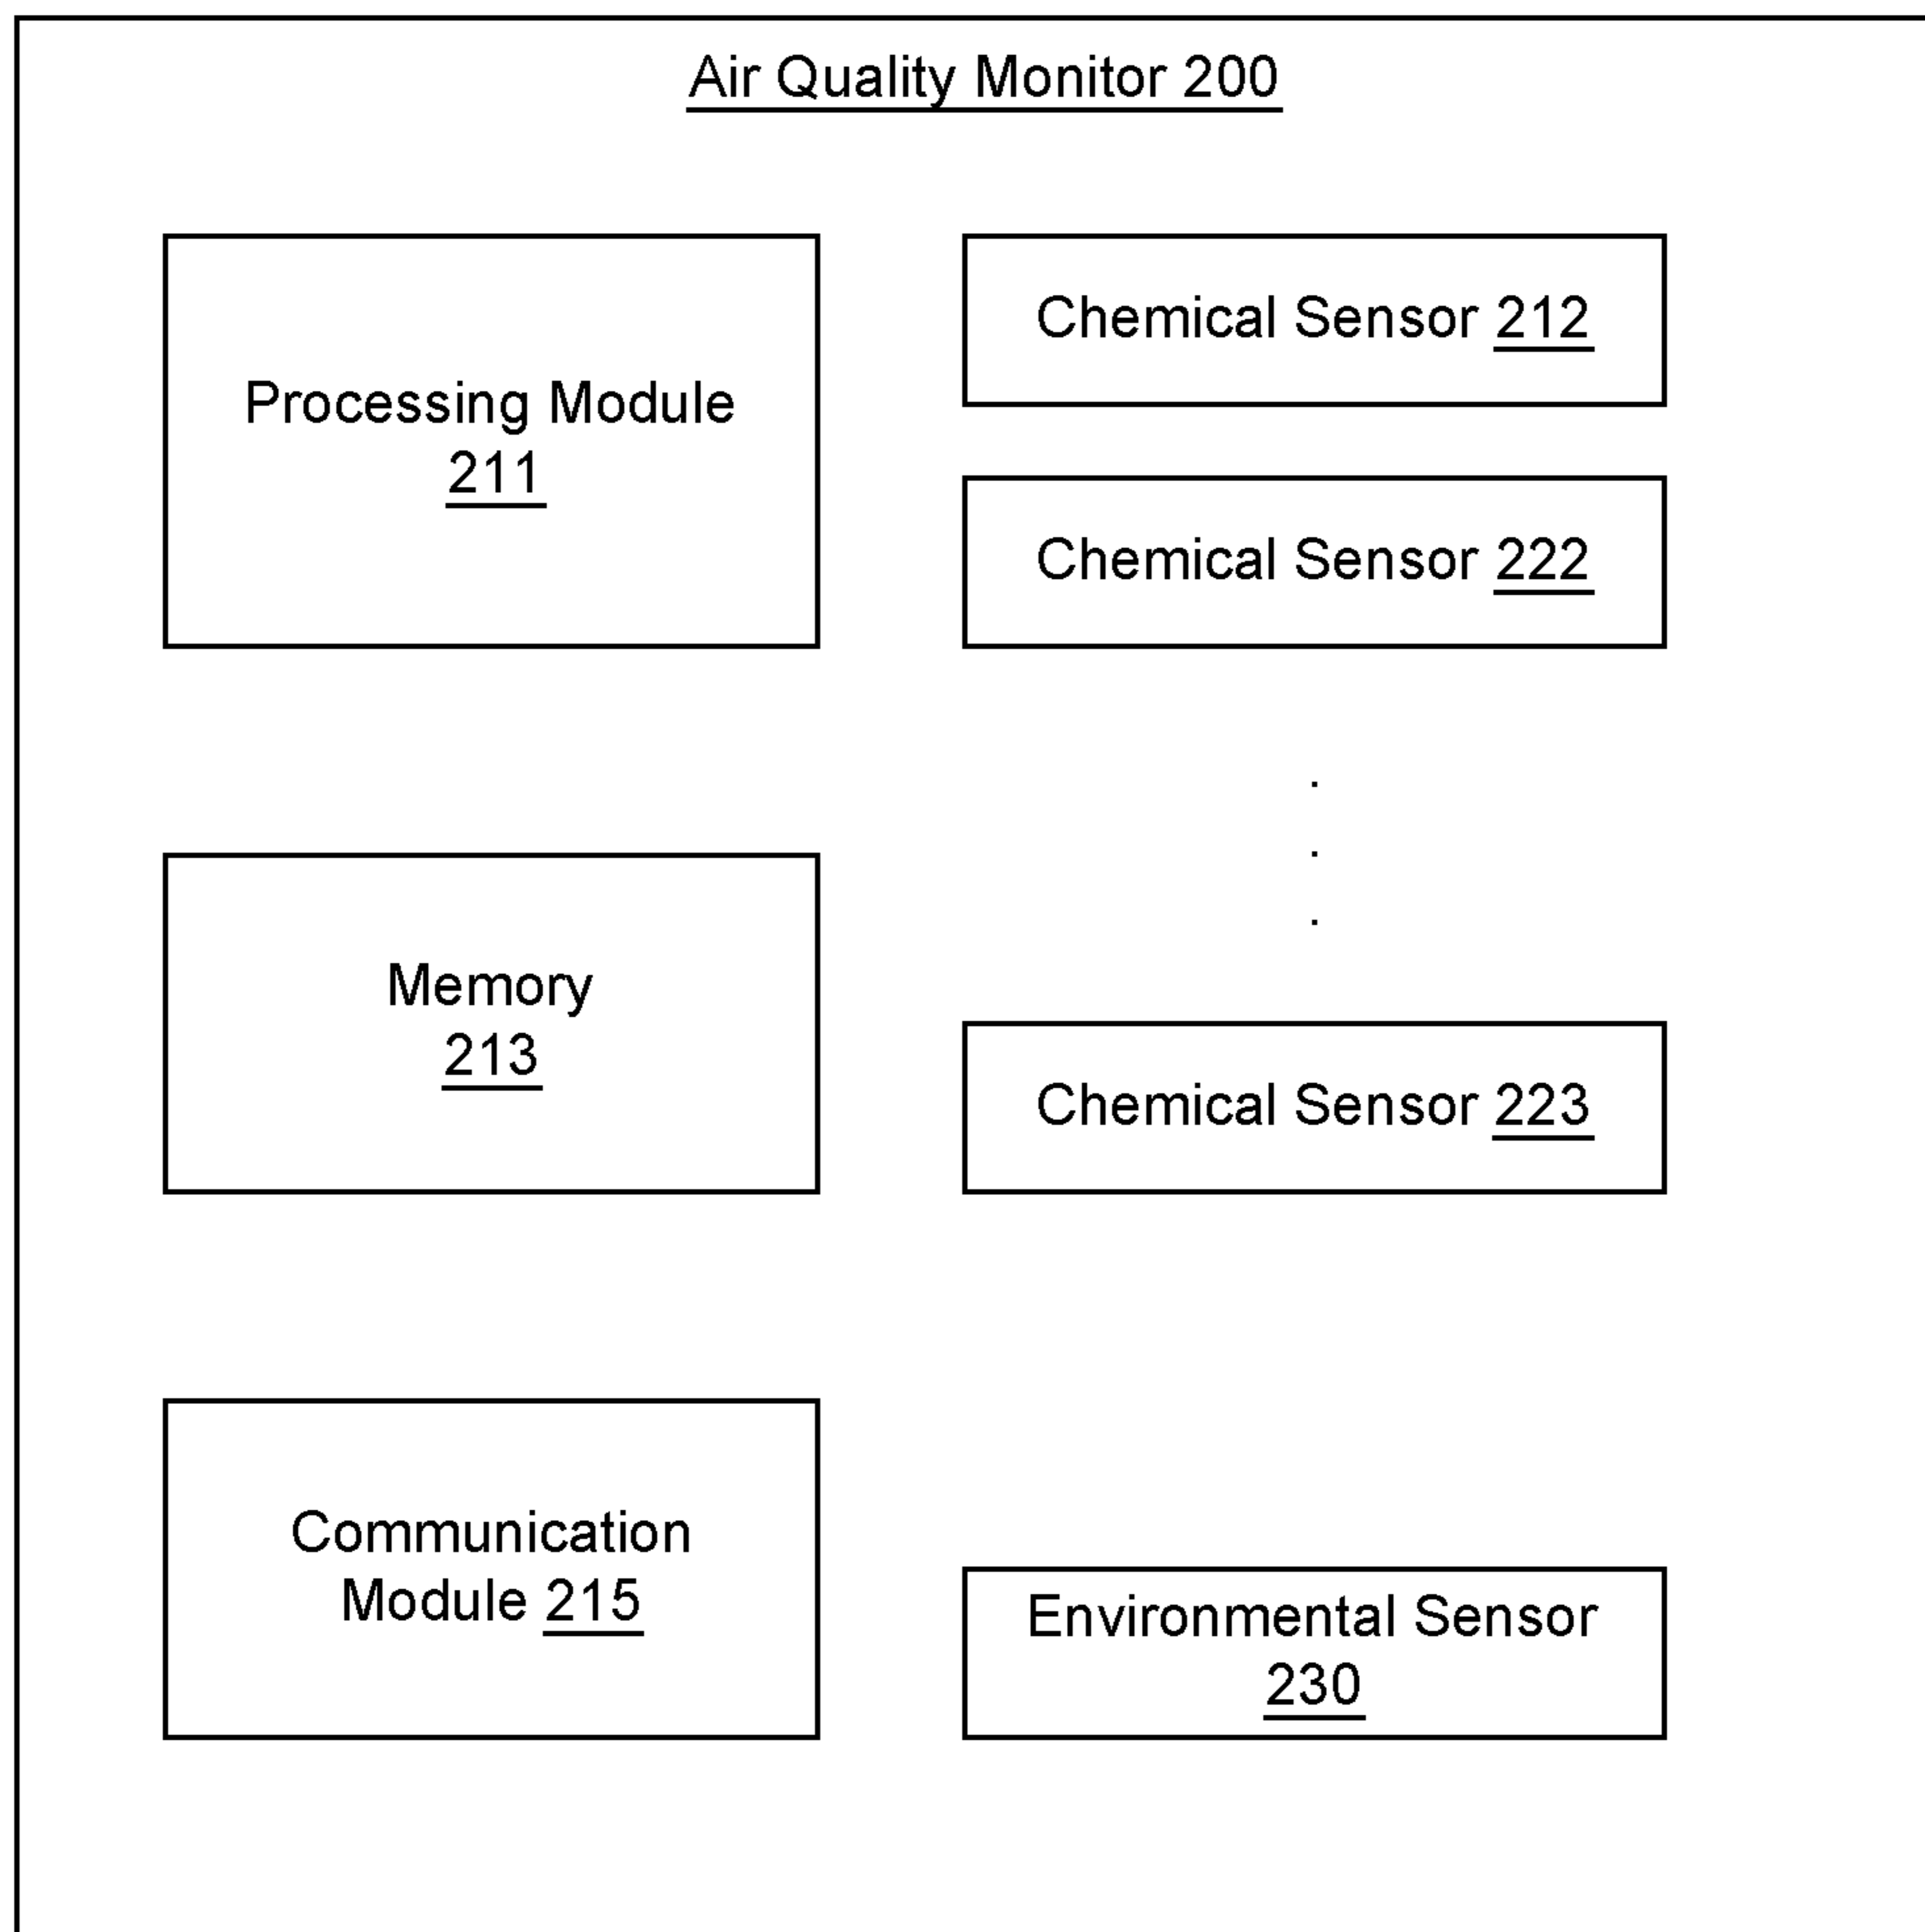 Air Quality Monitor 200
Processing Module
211
Chemical Sensor 212
Chemical Sensor 222
.
.
.
Memory
213
Chemical Sensor 223
Communication
Module 215
Environmental Sensor
230